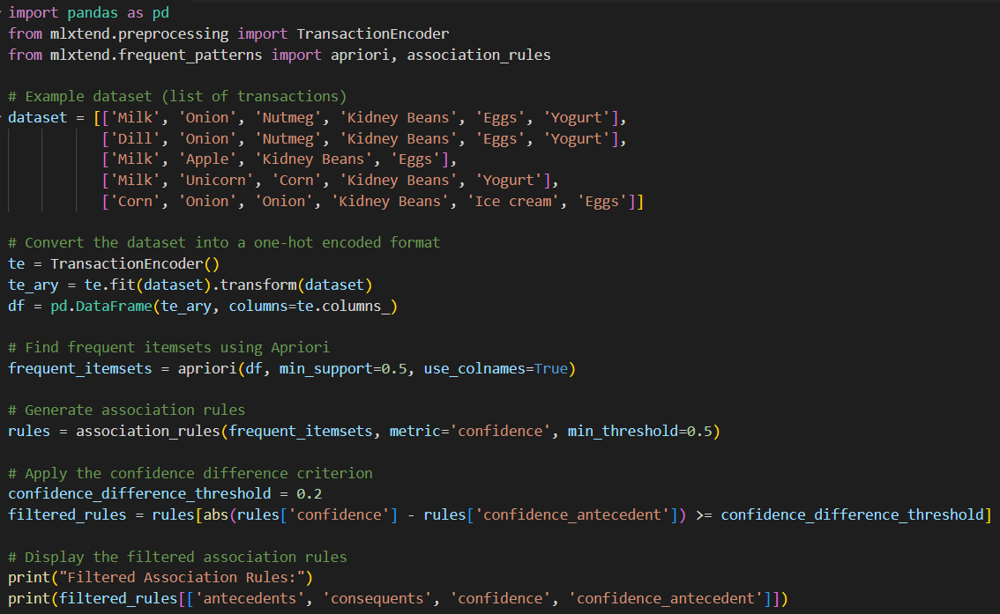 import pandas as pd
from mlxtend.preprocessing import TransactionEncoder
from mlxtend.frequent_patterns import apriori, association_rules

# Example dataset (list of transactions)
dataset = [['Milk', 'Onion', 'Nutmeg', 'Kidney Beans', 'Eggs', 'Yogurt'],
           ['Dill', 'Onion', 'Nutmeg', 'Kidney Beans', 'Eggs', 'Yogurt'],
           ['Milk', 'Apple', 'Kidney Beans', 'Eggs'],
           ['Milk', 'Unicorn', 'Corn', 'Kidney Beans', 'Yogurt'],
           ['Corn', 'Onion', 'Onion', 'Kidney Beans', 'Ice cream', 'Eggs']]

# Convert the dataset into a one-hot encoded format
te = TransactionEncoder()
te_ary = te.fit(dataset).transform(dataset)
df = pd.DataFrame(te_ary, columns=te.columns_)

# Find frequent itemsets using Apriori
frequent_itemsets = apriori(df, min_support=0.5, use_colnames=True)

# Generate association rules
rules = association_rules(frequent_itemsets, metric='confidence', min_threshold=0.5)

# Apply the confidence difference criterion
confidence_difference_threshold = 0.2
filtered_rules = rules[abs(rules['confidence'] - rules['confidence_antecedent']) >= confidence_difference_threshold]

# Display the filtered association rules
print("Filtered Association Rules:")
print(filtered_rules[['antecedents', 'consequents', 'confidence', 'confidence_antecedent']])